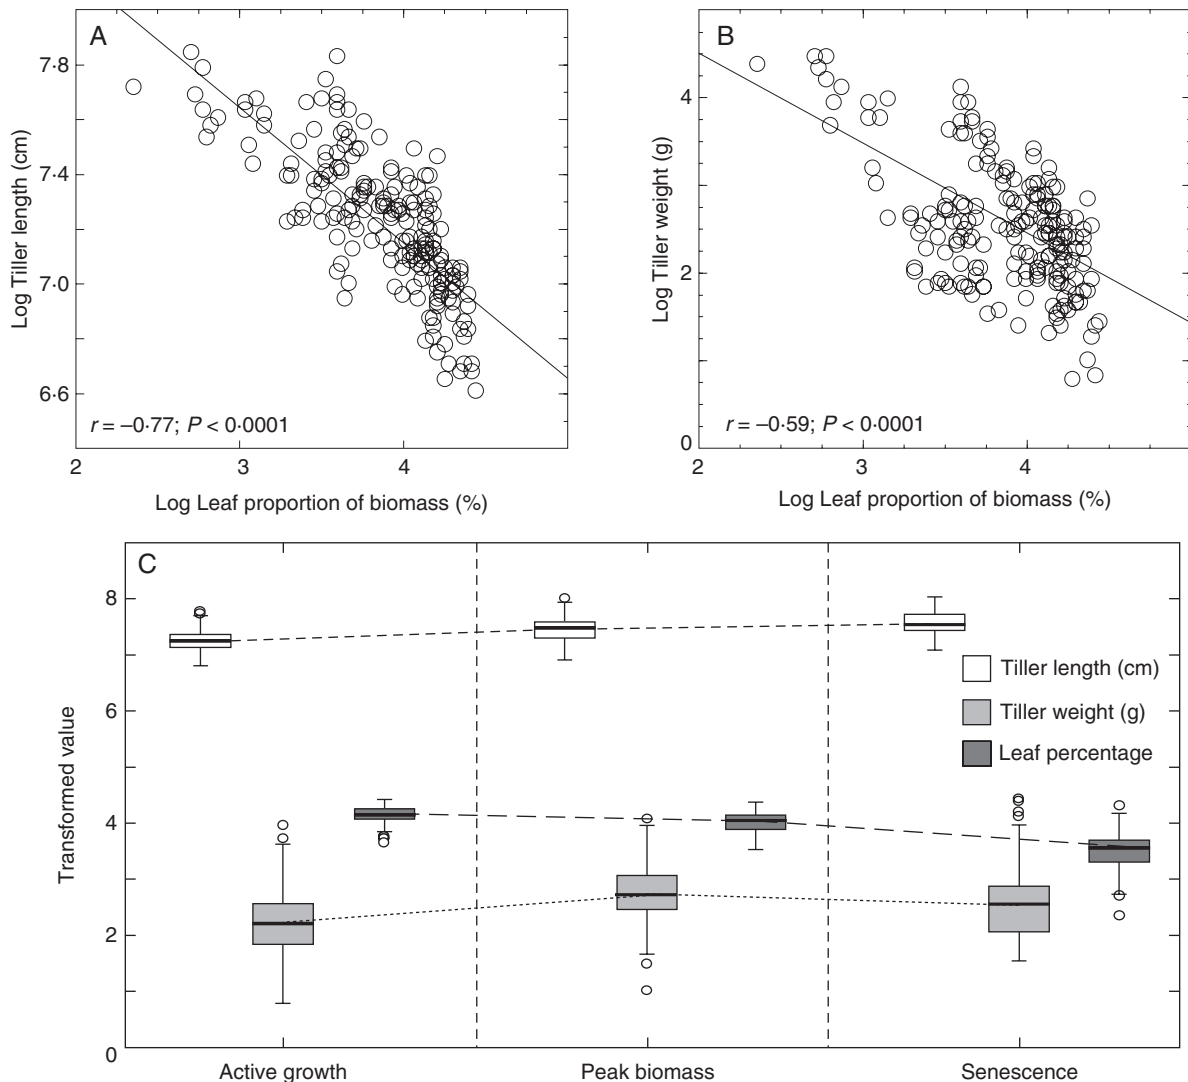 A
7·8
7·4
7·0
6·6
Log Tiller length (cm)
r = –0·77; P < 0·0001
2
3
4
Log Leaf proportion of biomass (%)
B
4
2
0
Log Tiller weight (g)
r = –0·59; P < 0·0001
2
3
4
Log Leaf proportion of biomass (%)
C
8
6
4
2
0
Transformed value
Tiller length (cm)
Tiller weight (g)
Leaf percentage
Active growth
Peak biomass
Senescence